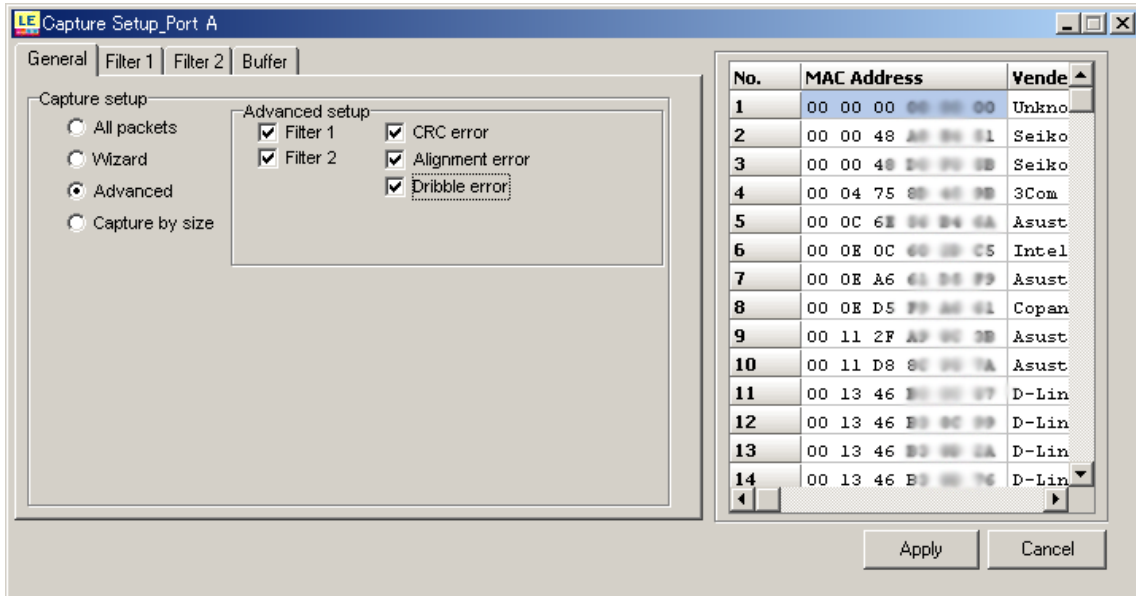 LE Capture Setup_Port A
General Filter 1 Filter 2 Buffer
Capture setup
All packets
Wizard
Advanced
Capture by size
Advanced setup
Filter 1
Filter 2
CRC error
Alignment error
Dribble error
No. MAC Address Vende
1 00 00 00 00 Unkno
2 00 00 48 Seiko
3 00 00 48 Seiko
4 00 04 75 3Com
5 00 0C 6E Asust
6 00 0E 0C C5 Intel
7 00 0E A6 Asust
8 00 0E D5 Copan
9 00 11 2F Asust
10 00 11 D8 Asust
11 00 13 46 D-Lin
12 00 13 46 D-Lin
13 00 13 46 D-Lin
14 00 13 46 D-Lin
Apply Cancel